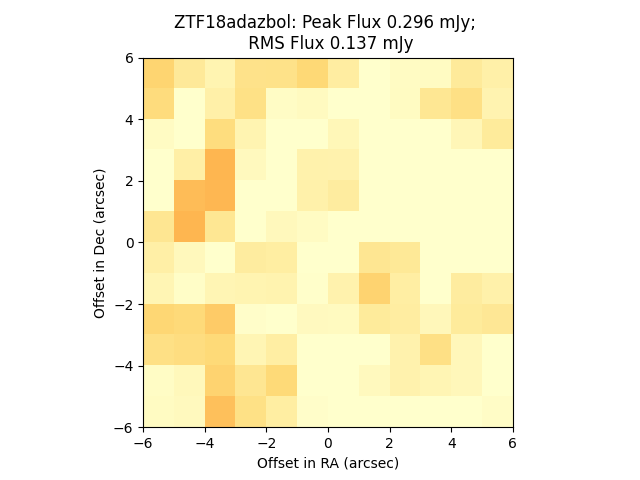 ZTF18adazbol: Peak Flux 0.296 mJy;
RMS Flux 0.137 mJy
6
4
2
0
−2
−4
−6
Offset in Dec (arcsec)
−6 −4 −2 0 2 4 6
Offset in RA (arcsec)